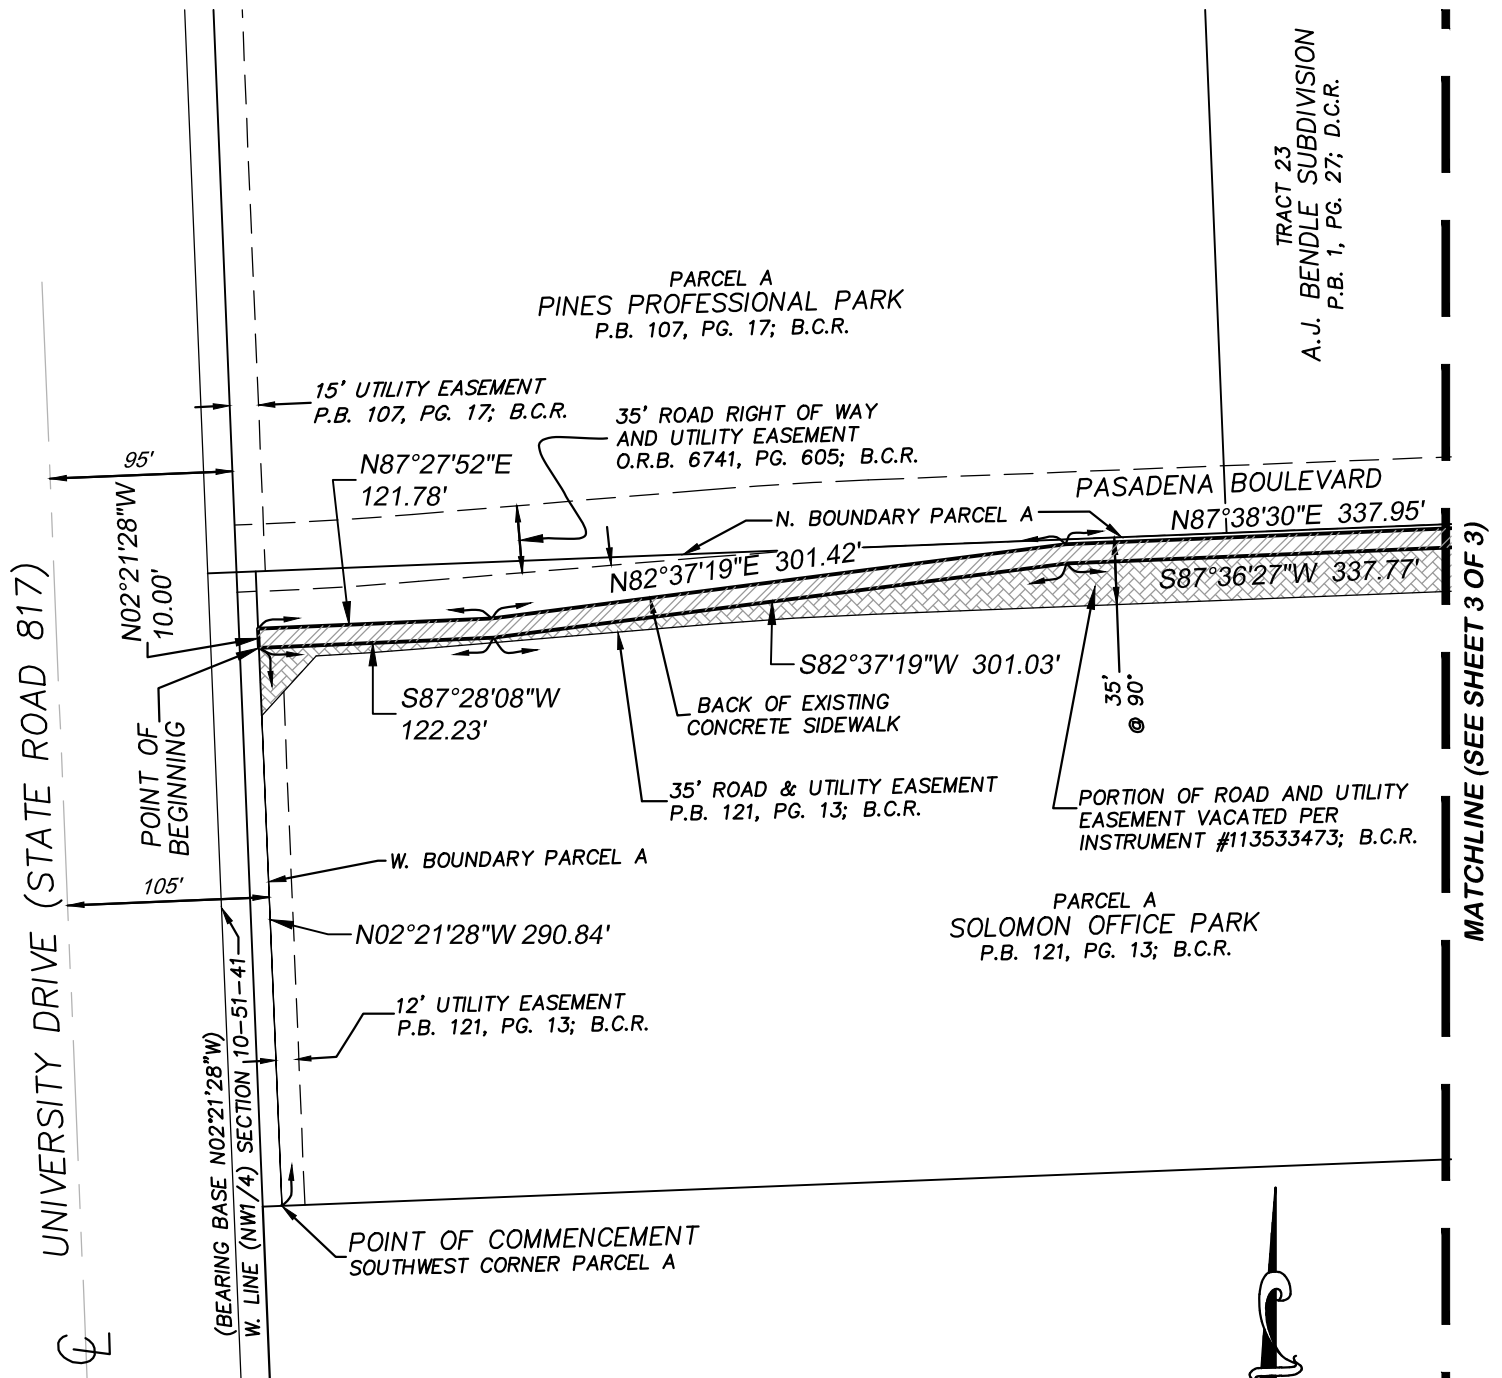 TRACT 23
A.J. BENDLE SUBDIVISION
P.B. 1, PG. 27; D.C.R.
PARCEL A
PINES PROFESSIONAL PARK
P.B. 107, PG. 17; B.C.R.
15' UTILITY EASEMENT
P.B. 107, PG. 17; B.C.R.
35' ROAD RIGHT OF WAY
AND UTILITY EASEMENT
O.R.B. 6741, PG. 605; B.C.R.
95'
N87°27'52"E
121.78'
PASADENA BOULEVARD
N. BOUNDARY PARCEL A
N87°38'30"E 337.95'
N02°21'28"W
10.00'
N82°37'19"E 301.42'
S87°36'27"W 337.77'
S82°37'19"W 301.03'
S87°28'08"W
122.23'
BACK OF EXISTING
CONCRETE SIDEWALK
35'
@ 90°
POINT OF
BEGINNING
35' ROAD & UTILITY EASEMENT
P.B. 121, PG. 13; B.C.R.
PORTION OF ROAD AND UTILITY
EASEMENT VACATED PER
INSTRUMENT #113533473; B.C.R.
W. BOUNDARY PARCEL A
105'
PARCEL A
SOLOMON OFFICE PARK
P.B. 121, PG. 13; B.C.R.
N02°21'28"W 290.84'
12' UTILITY EASEMENT
P.B. 121, PG. 13; B.C.R.
UNIVERSITY DRIVE (STATE ROAD 817)
(BEARING BASE N02°21'28"W)
W. LINE (NW1/4) SECTION 10-51-41
POINT OF COMMENCEMENT
SOUTHWEST CORNER PARCEL A
MATCHLINE (SEE SHEET 3 OF 3)
℄